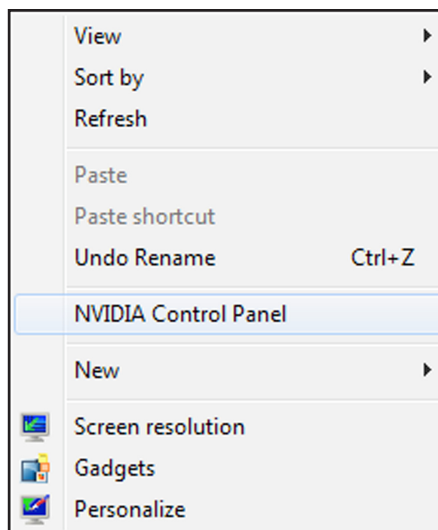 View
Sort by
Refresh
Paste
Paste shortcut
Undo Rename Ctrl+Z
NVIDIA Control Panel
New
Screen resolution
Gadgets
Personalize